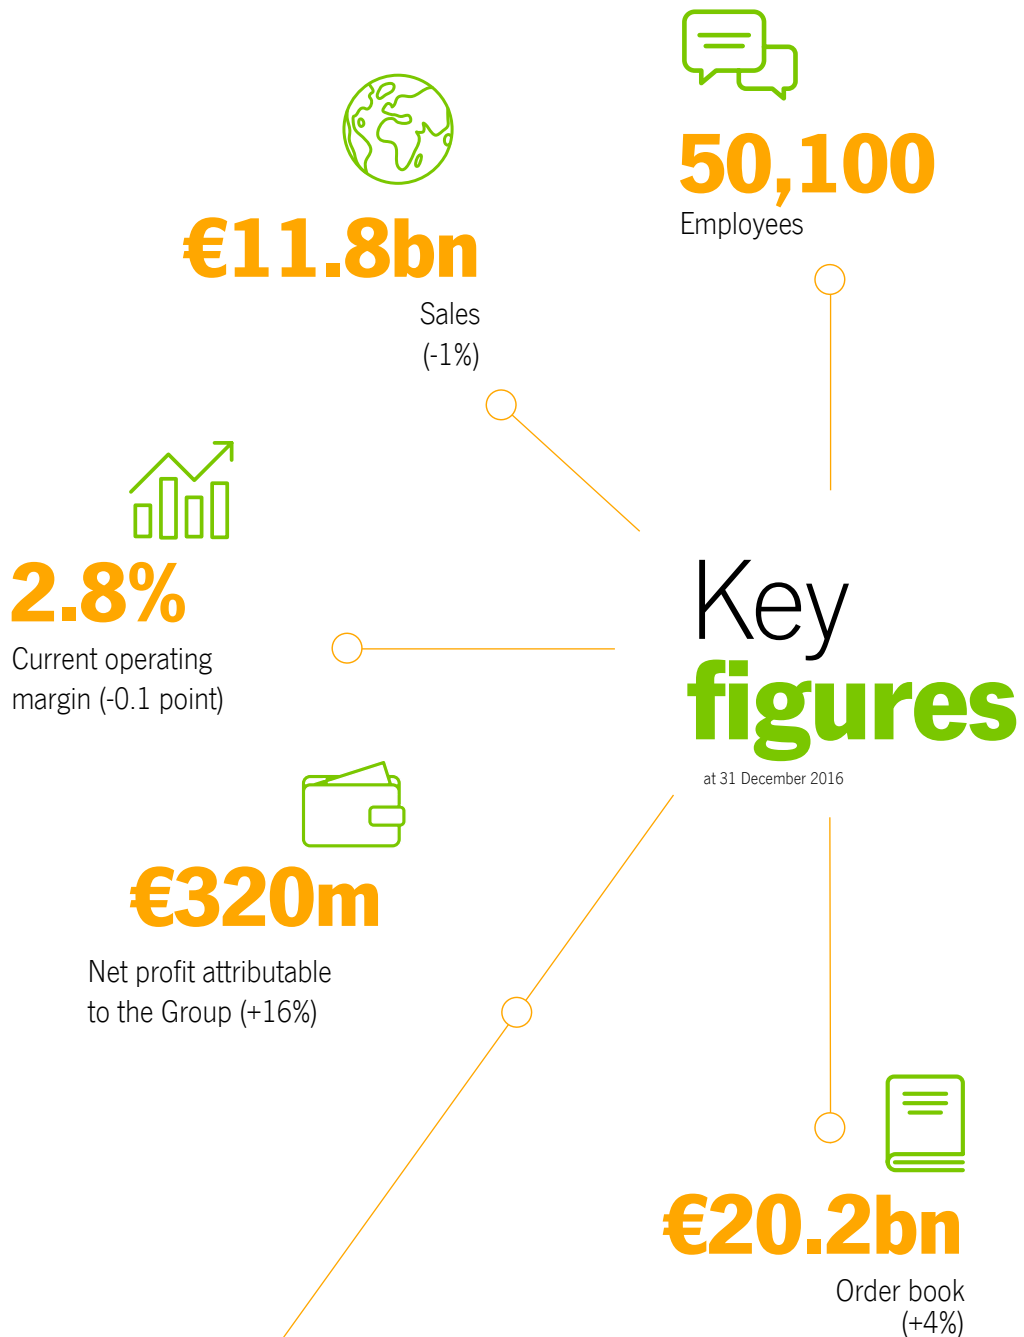 50,100
Employees
€11.8bn
Sales
(-1%)
2.8%
Current operating
margin (-0.1 point)
Key
figures
at 31 December 2016
€320m
Net profit attributable
to the Group (+16%)
€20.2bn
Order book
(+4%)